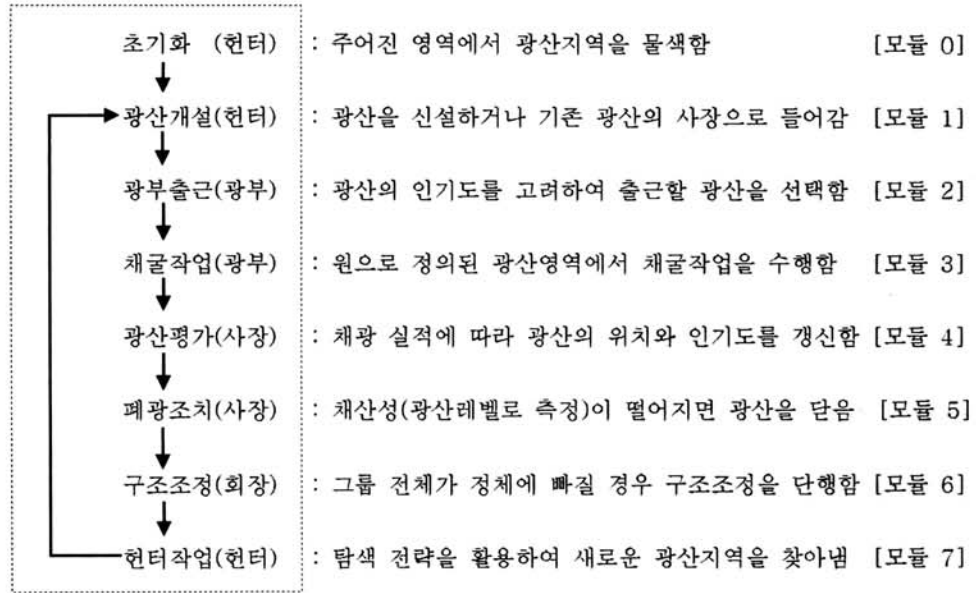 초기화 (헌터) : 주어진 영역에서 광산지역을 물색함 [모듈 0]
광산개설(헌터) : 광산을 신설하거나 기존 광산의 사장으로 들어감 [모듈 1]
광부출근(광부) : 광산의 인기도를 고려하여 출근할 광산을 선택함 [모듈 2]
채굴작업(광부) : 원으로 정의된 광산영역에서 채굴작업을 수행함 [모듈 3]
광산평가(사장) : 채광 실적에 따라 광산의 위치와 인기도를 갱신함 [모듈 4]
폐광조치(사장) : 채산성(광산레벨로 측정)이 떨어지면 광산을 닫음 [모듈 5]
구조조정(회장) : 그룹 전체가 정체에 빠질 경우 구조조정을 단행함 [모듈 6]
헌터작업(헌터) : 탐색 전략을 활용하여 새로운 광산지역을 찾아냄 [모듈 7]